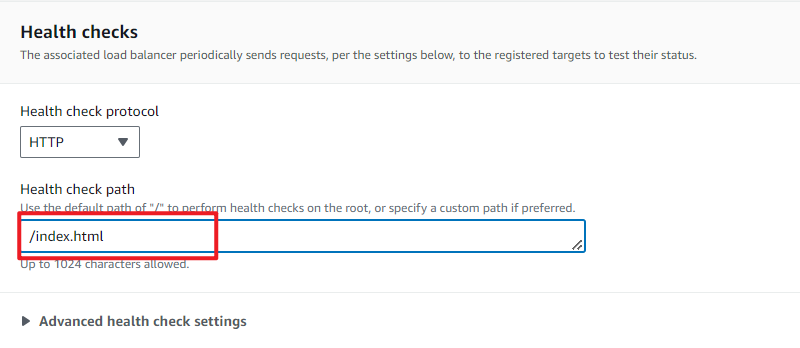 Health checks
The associated load balancer periodically sends requests, per the settings below, to the registered targets to test their status.
Health check protocol
HTTP
Health check path
Use the default path of "/" to perform health checks on the root, or specify a custom path if preferred.
/index.html
Up to 1024 characters allowed.
Advanced health check settings